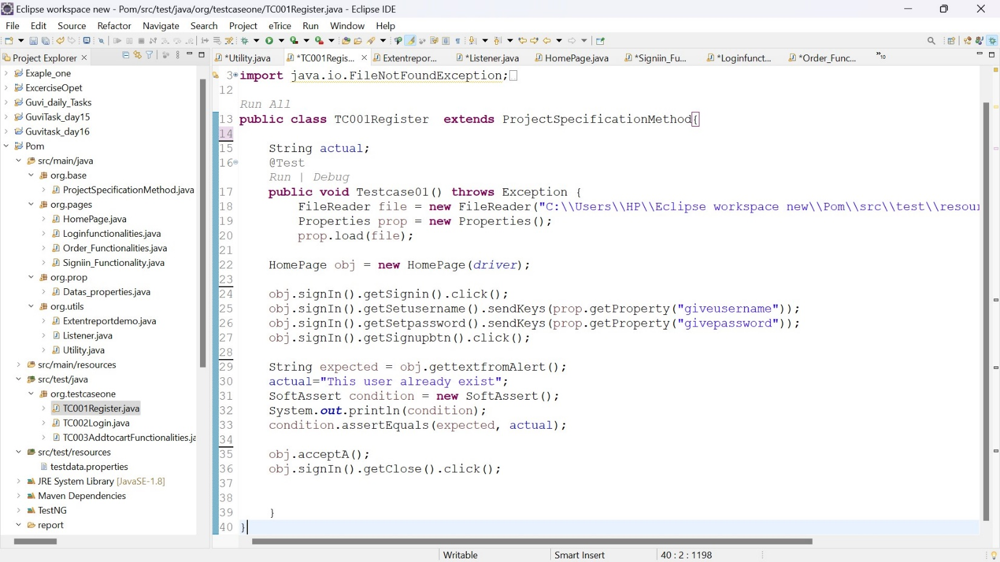 Eclipse workspace new - Pom/src/test/java/org/testcaseone/TC001Register.java - Eclipse IDE
File Edit Source Refactor Navigate Search Project eTrice Run Window Help
Project Explorer
*Utility.java *TC001Regis... Extentrepor... *Listener.java HomePage.java *Signiin_Fu... *Loginfunct... *Order_Func... »10
Exaple_one
ExcerciseOpet
Guvi_daily_Tasks
GuviTask_day15
Guvitask_day16
Pom
src/main/java
org.base
ProjectSpecificationMethod.java
org.pages
HomePage.java
Loginfunctionalities.java
Order_Functionalities.java
Signiin_Functionality.java
org.prop
Datas_properties.java
org.utils
Extentreportdemo.java
Listener.java
Utility.java
src/main/resources
src/test/java
org.testcaseone
TC001Register.java
TC002Login.java
TC003AddtocartFunctionalities.ja
src/test/resources
testdata.properties
JRE System Library [JavaSE-1.8]
Maven Dependencies
TestNG
report
3 import java.io.FileNotFoundException;
12
Run All
13 public class TC001Register  extends ProjectSpecificationMethod{
14
15 String actual;
16 @Test
Run | Debug
17 public void Testcase01() throws Exception {
18 FileReader file = new FileReader("C:\\Users\\HP\\Eclipse workspace new\\Pom\\src\\test\\resour
19 Properties prop = new Properties();
20 prop.load(file);
21
22 HomePage obj = new HomePage(driver);
23
24 obj.signIn().getSignin().click();
25 obj.signIn().getSetusername().sendKeys(prop.getProperty("giveusername"));
26 obj.signIn().getSetpassword().sendKeys(prop.getProperty("givepassword"));
27 obj.signIn().getSignupbtn().click();
28
29 String expected = obj.gettextfromAlert();
30 actual="This user already exist";
31 SoftAssert condition = new SoftAssert();
32 System.out.println(condition);
33 condition.assertEquals(expected, actual);
34
35 obj.acceptA();
36 obj.signIn().getClose().click();
37
38
39 }
40 }
Writable Smart Insert 40 : 2 : 1198